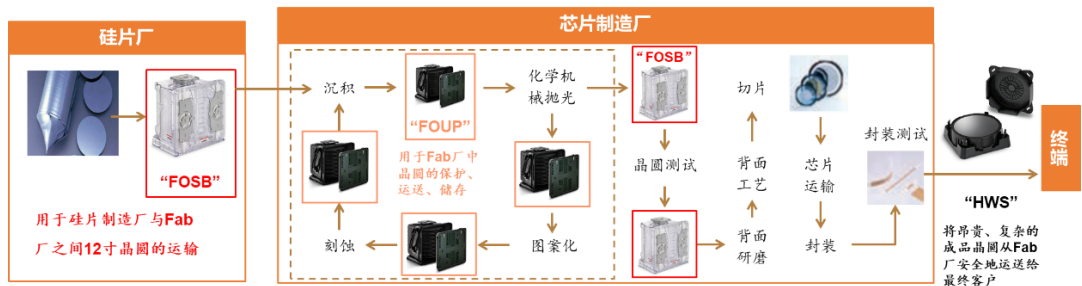 硅片厂
“FOSB”
用于硅片制造厂与Fab
厂之间12寸晶圆的运输
芯片制造厂
沉积
“FOUP”
用于Fab厂中
晶圆的保护、
运送、储存
化学机
械抛光
图案化
刻蚀
“FOSB”
晶圆测试
背面
研磨
背面
工艺
切片
芯片
运输
封装
封装测试
“HWS”
将昂贵、复杂的
成品晶圆从Fab
厂安全地运送给
最终客户
终端